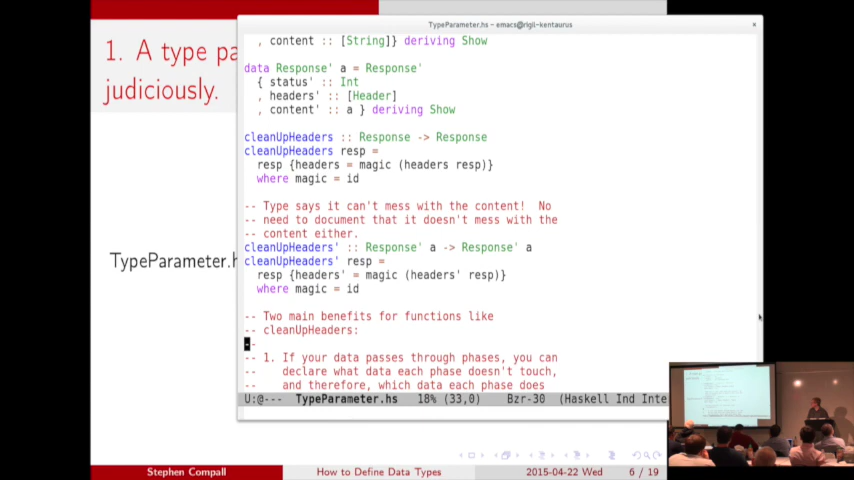 TypeParameter.hs - emacs@rigil-kentaurus
×
1. A type pa
judiciously.
TypeParameter.h
, content :: [String]} deriving Show
data Response' a = Response'
{ status' :: Int
, headers' :: [Header]
, content' :: a } deriving Show
cleanUpHeaders :: Response -> Response
cleanUpHeaders resp =
resp {headers = magic (headers resp)}
where magic = id
-- Type says it can't mess with the content!  No
-- need to document that it doesn't mess with the
-- content either.
cleanUpHeaders' :: Response' a -> Response' a
cleanUpHeaders' resp =
resp {headers' = magic (headers' resp)}
where magic = id
-- Two main benefits for functions like
-- cleanUpHeaders:
--
-- 1. If your data passes through phases, you can
--    declare what data each phase doesn't touch,
--    and therefore, which data each phase does
U:@---  TypeParameter.hs   18% (33,0)    Bzr-30  (Haskell Ind Inte
Stephen Compall
How to Define Data Types
2015-04-22 Wed
6 / 19